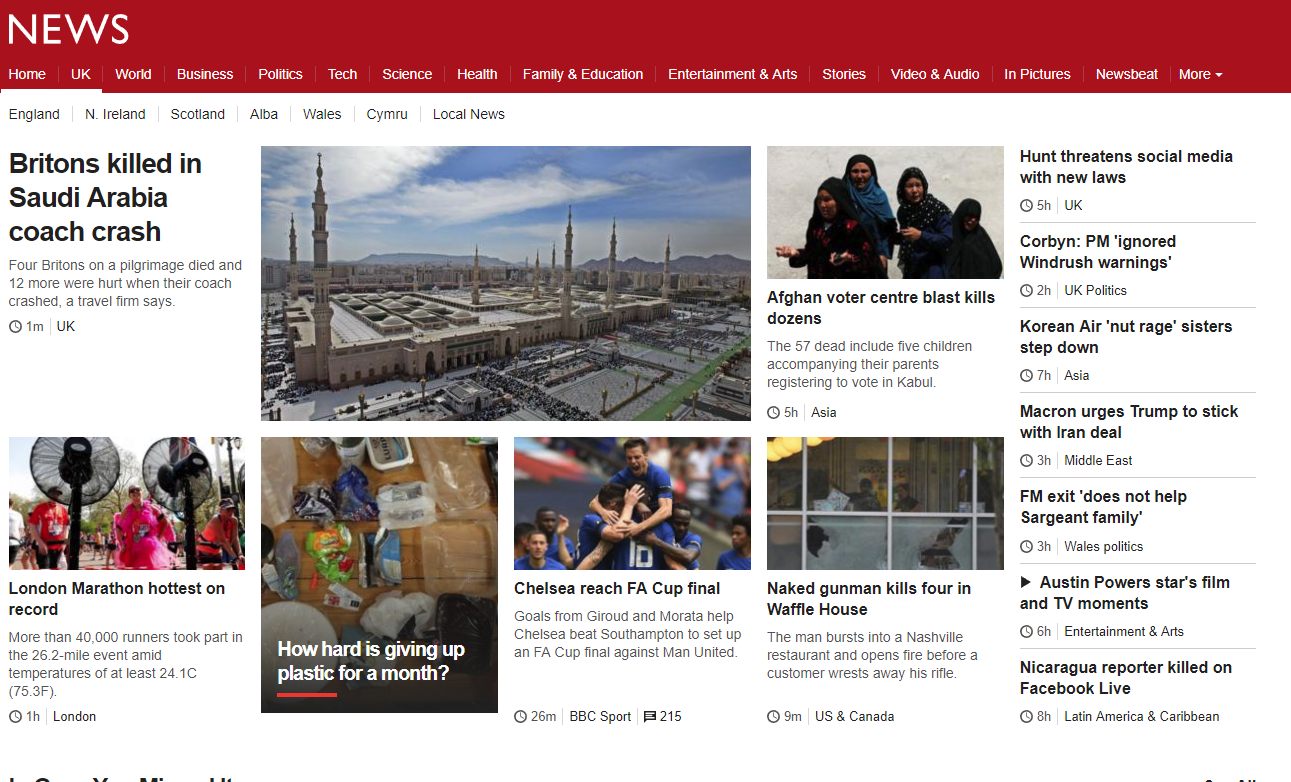 NEWS
Home
UK
World
Business
Politics
Tech
Science
Health
Family & Education
Entertainment & Arts
Stories
Video & Audio
In Pictures
Newsbeat
More
England
N. Ireland
Scotland
Alba
Wales
Cymru
Local News
Britons killed in
Saudi Arabia
coach crash
Four Britons on a pilgrimage died and
12 more were hurt when their coach
crashed, a travel firm says.
1m
UK
Afghan voter centre blast kills
dozens
The 57 dead include five children
accompanying their parents
registering to vote in Kabul.
5h
Asia
Hunt threatens social media
with new laws
5h
UK
Corbyn: PM 'ignored
Windrush warnings'
2h
UK Politics
Korean Air 'nut rage' sisters
step down
7h
Asia
Macron urges Trump to stick
with Iran deal
3h
Middle East
FM exit 'does not help
Sargeant family'
3h
Wales politics
Austin Powers star's film
and TV moments
6h
Entertainment & Arts
Nicaragua reporter killed on
Facebook Live
8h
Latin America & Caribbean
London Marathon hottest on
record
More than 40,000 runners took part in
the 26.2-mile event amid
temperatures of at least 24.1C
(75.3F).
1h
London
How hard is giving up
plastic for a month?
Chelsea reach FA Cup final
Goals from Giroud and Morata help
Chelsea beat Southampton to set up
an FA Cup final against Man United.
26m
BBC Sport
215
Naked gunman kills four in
Waffle House
The man bursts into a Nashville
restaurant and opens fire before a
customer wrests away his rifle.
9m
US & Canada